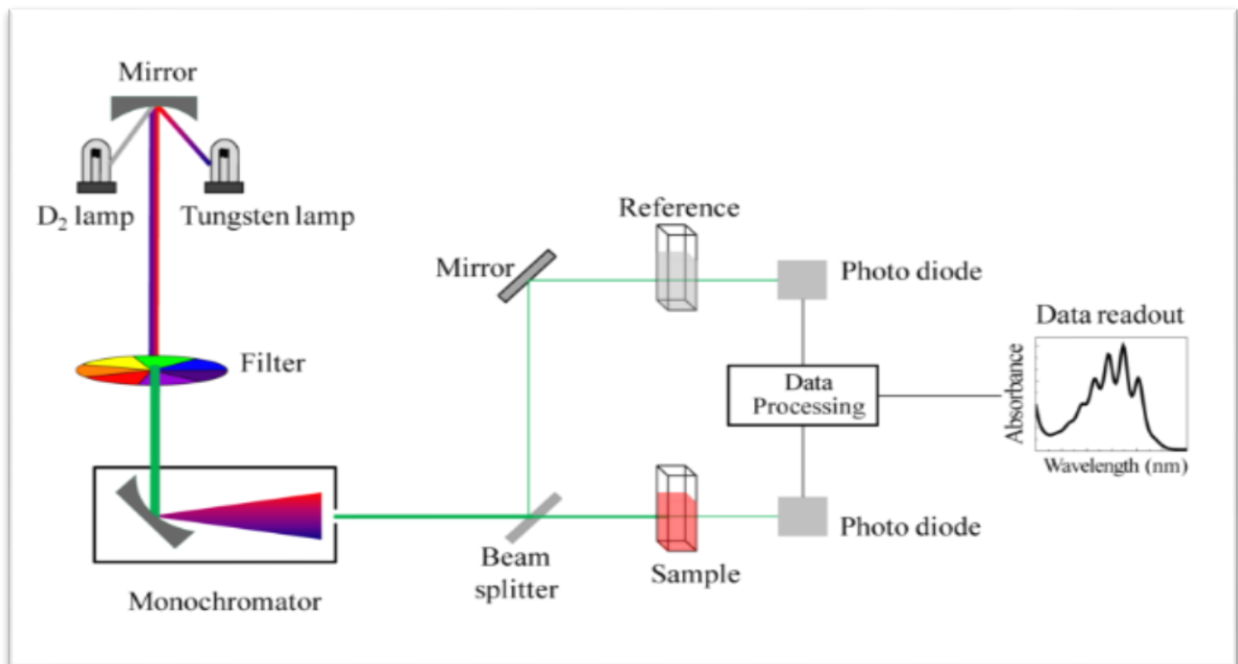 Mirror
D₂ lamp
Tungsten lamp
Filter
Monochromator
Mirror
Beam
splitter
Reference
Sample
Photo diode
Photo diode
Data
Processing
Data readout
Absorbance
Wavelength (nm)